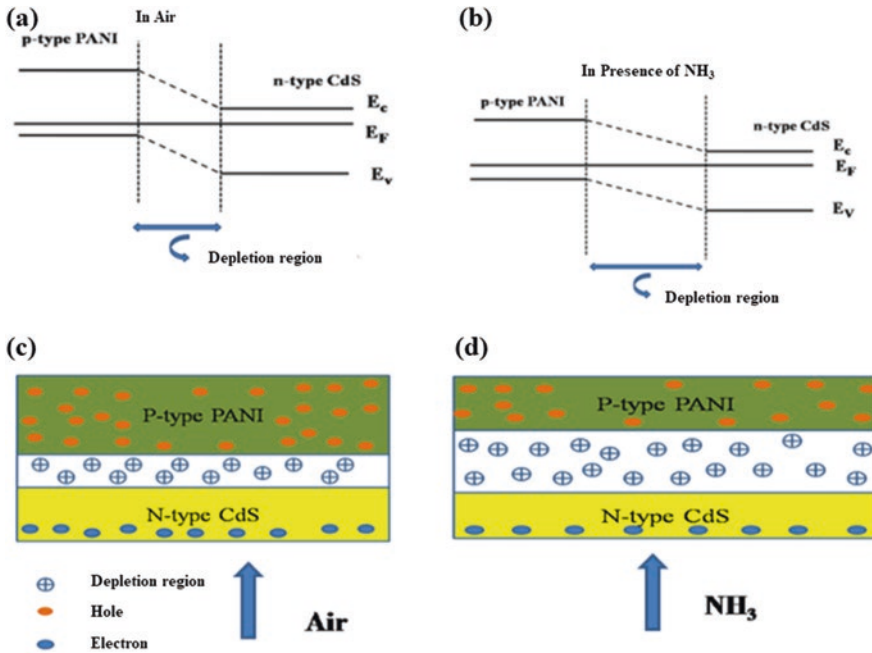 (a)
In Air
p-type PANI
n-type CdS
Ec
EF
Ev
Depletion region
(b)
In Presence of NH3
p-type PANI
n-type CdS
Ec
EF
EV
Depletion region
(c)
P-type PANI
N-type CdS
Depletion region
Hole
Electron
Air
(d)
P-type PANI
N-type CdS
NH3